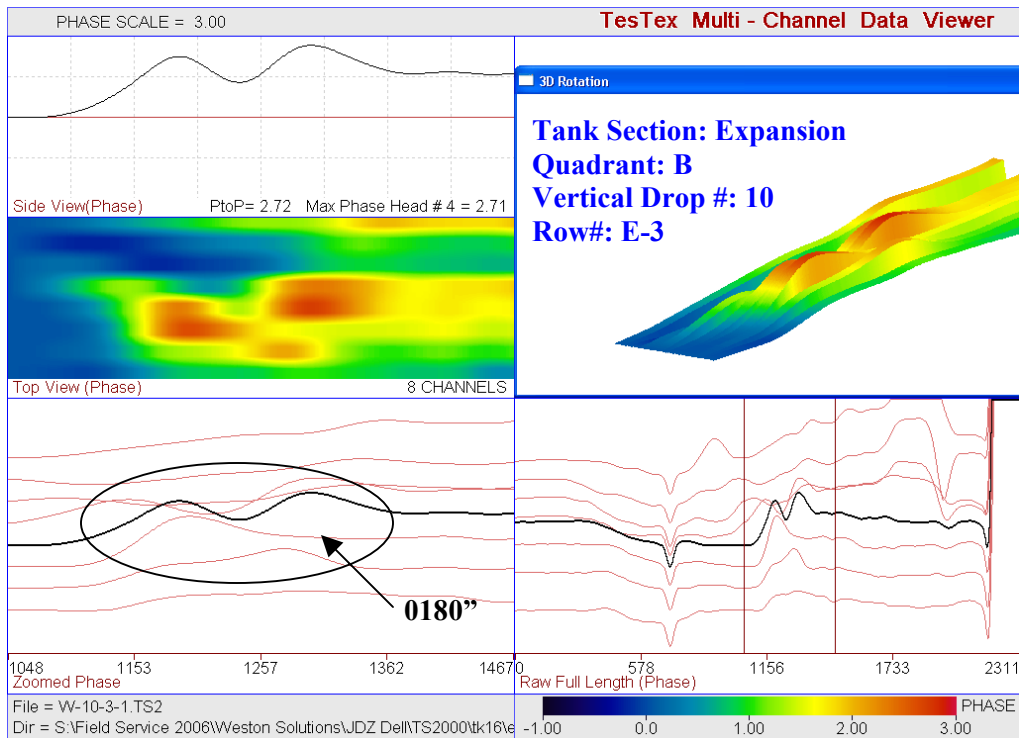 PHASE SCALE = 3.00
TesTex Multi - Channel Data Viewer
3D Rotation
Tank Section: Expansion
Quadrant: B
Vertical Drop #: 10
Row#: E-3
Side View(Phase) PtoP= 2.72 Max Phase Head # 4 = 2.71
Top View (Phase) 8 CHANNELS
0180”
1048 1153 1257 1362 1467
Zoomed Phase
0 578 1156 1733 2311
Raw Full Length (Phase)
File = W-10-3-1.TS2
Dir = S:\Field Service 2006\Weston Solutions\JDZ Dell\TS2000\tk16\e
PHASE
-1.00 0.0 1.00 2.00 3.00